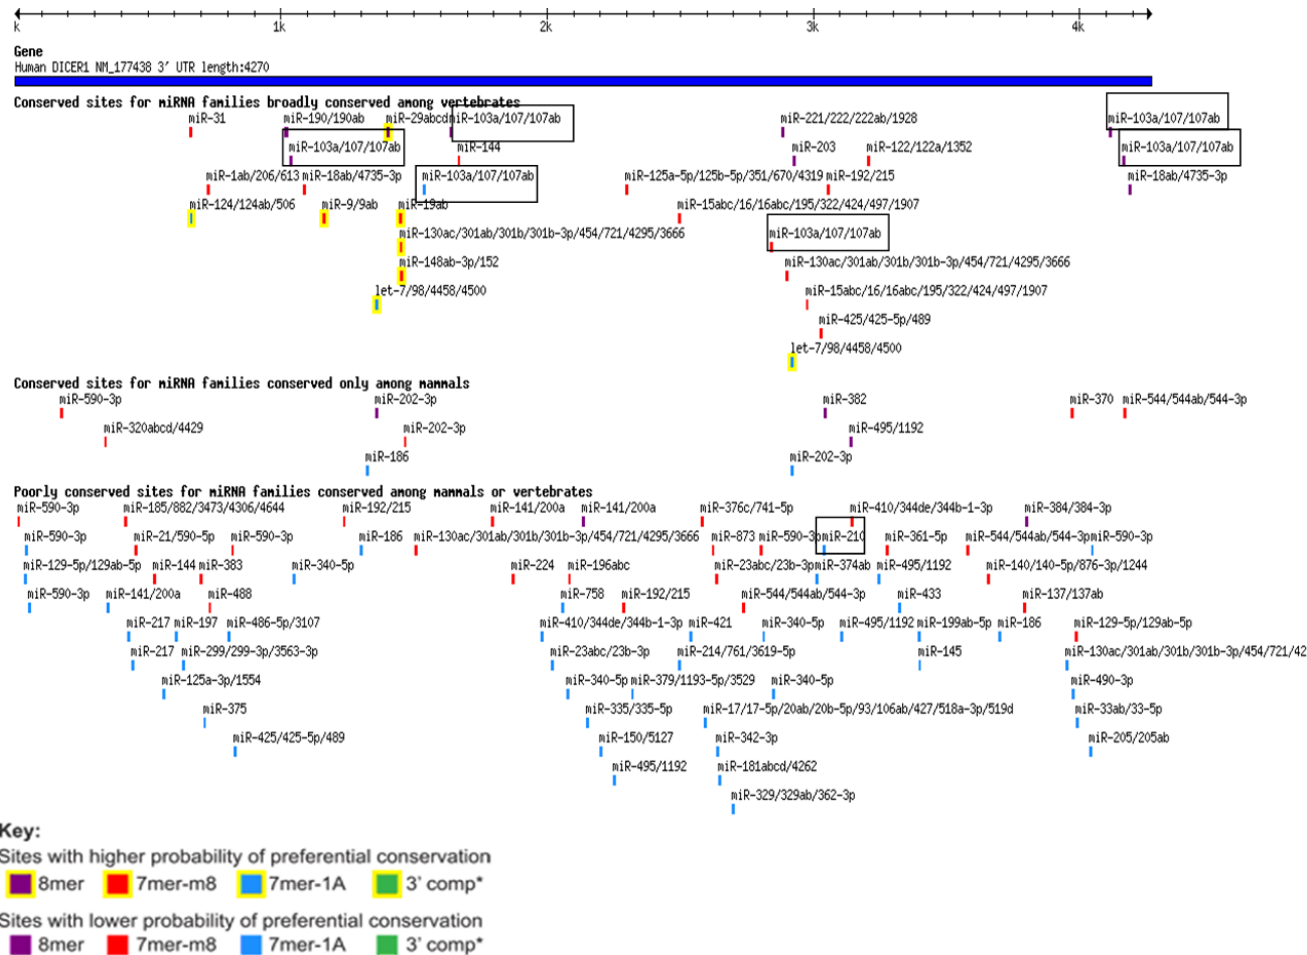 k 1k 2k 3k 4k
Gene
Human DICER1 NM_177438 3' UTR length:4270
Conserved sites for miRNA families broadly conserved among vertebrates
miR-31 miR-190/190ab miR-29abcd miR-103a/107/107ab miR-221/222/222ab/1928 miR-103a/107/107ab
miR-103a/107/107ab miR-144 miR-203 miR-122/122a/1352 miR-103a/107/107ab
miR-1ab/206/613 miR-18ab/4735-3p miR-103a/107/107ab miR-125a-5p/125b-5p/351/670/4319 miR-192/215 miR-18ab/4735-3p
miR-124/124ab/506 miR-9/9ab miR-19ab miR-15abc/16/16abc/195/322/424/497/1907
miR-130ac/301ab/301b/301b-3p/454/721/4295/3666 miR-103a/107/107ab
miR-148ab-3p/152 miR-130ac/301ab/301b/301b-3p/454/721/4295/3666
let-7/98/4458/4500 miR-15abc/16/16abc/195/322/424/497/1907
miR-425/425-5p/489
let-7/98/4458/4500
Conserved sites for miRNA families conserved only among mammals
miR-590-3p miR-202-3p miR-382 miR-370 miR-544/544ab/544-3p
miR-320abcd/4429 miR-202-3p miR-495/1192
miR-186 miR-202-3p
Poorly conserved sites for miRNA families conserved among mammals or vertebrates
miR-590-3p miR-185/882/3473/4306/4644 miR-192/215 miR-141/200a miR-141/200a miR-376c/741-5p miR-410/344de/344b-1-3p miR-384/384-3p
miR-590-3p miR-21/590-5p miR-590-3p miR-186 miR-130ac/301ab/301b/301b-3p/454/721/4295/3666 miR-873 miR-590-3p miR-210 miR-361-5p miR-544/544ab/544-3p miR-590-3p
miR-129-5p/129ab-5p miR-144 miR-383 miR-340-5p miR-224 miR-196abc miR-23abc/23b-3p miR-374ab miR-495/1192 miR-140/140-5p/876-3p/1244
miR-590-3p miR-141/200a miR-488 miR-758 miR-192/215 miR-544/544ab/544-3p miR-433 miR-137/137ab
miR-217 miR-197 miR-486-5p/3107 miR-410/344de/344b-1-3p miR-421 miR-340-5p miR-495/1192 miR-199ab-5p miR-186 miR-129-5p/129ab-5p
miR-217 miR-299/299-3p/3563-3p miR-23abc/23b-3p miR-214/761/3619-5p miR-145 miR-130ac/301ab/301b/301b-3p/454/721/42
miR-125a-3p/1554 miR-340-5p miR-379/1193-5p/3529 miR-340-5p miR-490-3p
miR-375 miR-335/335-5p miR-17/17-5p/20ab/20b-5p/93/106ab/427/518a-3p/519d miR-33ab/33-5p
miR-425/425-5p/489 miR-150/5127 miR-342-3p miR-205/205ab
miR-495/1192 miR-181abcd/4262
miR-329/329ab/362-3p
Key:
Sites with higher probability of preferential conservation
8mer 7mer-m8 7mer-1A 3' comp*
Sites with lower probability of preferential conservation
8mer 7mer-m8 7mer-1A 3' comp*